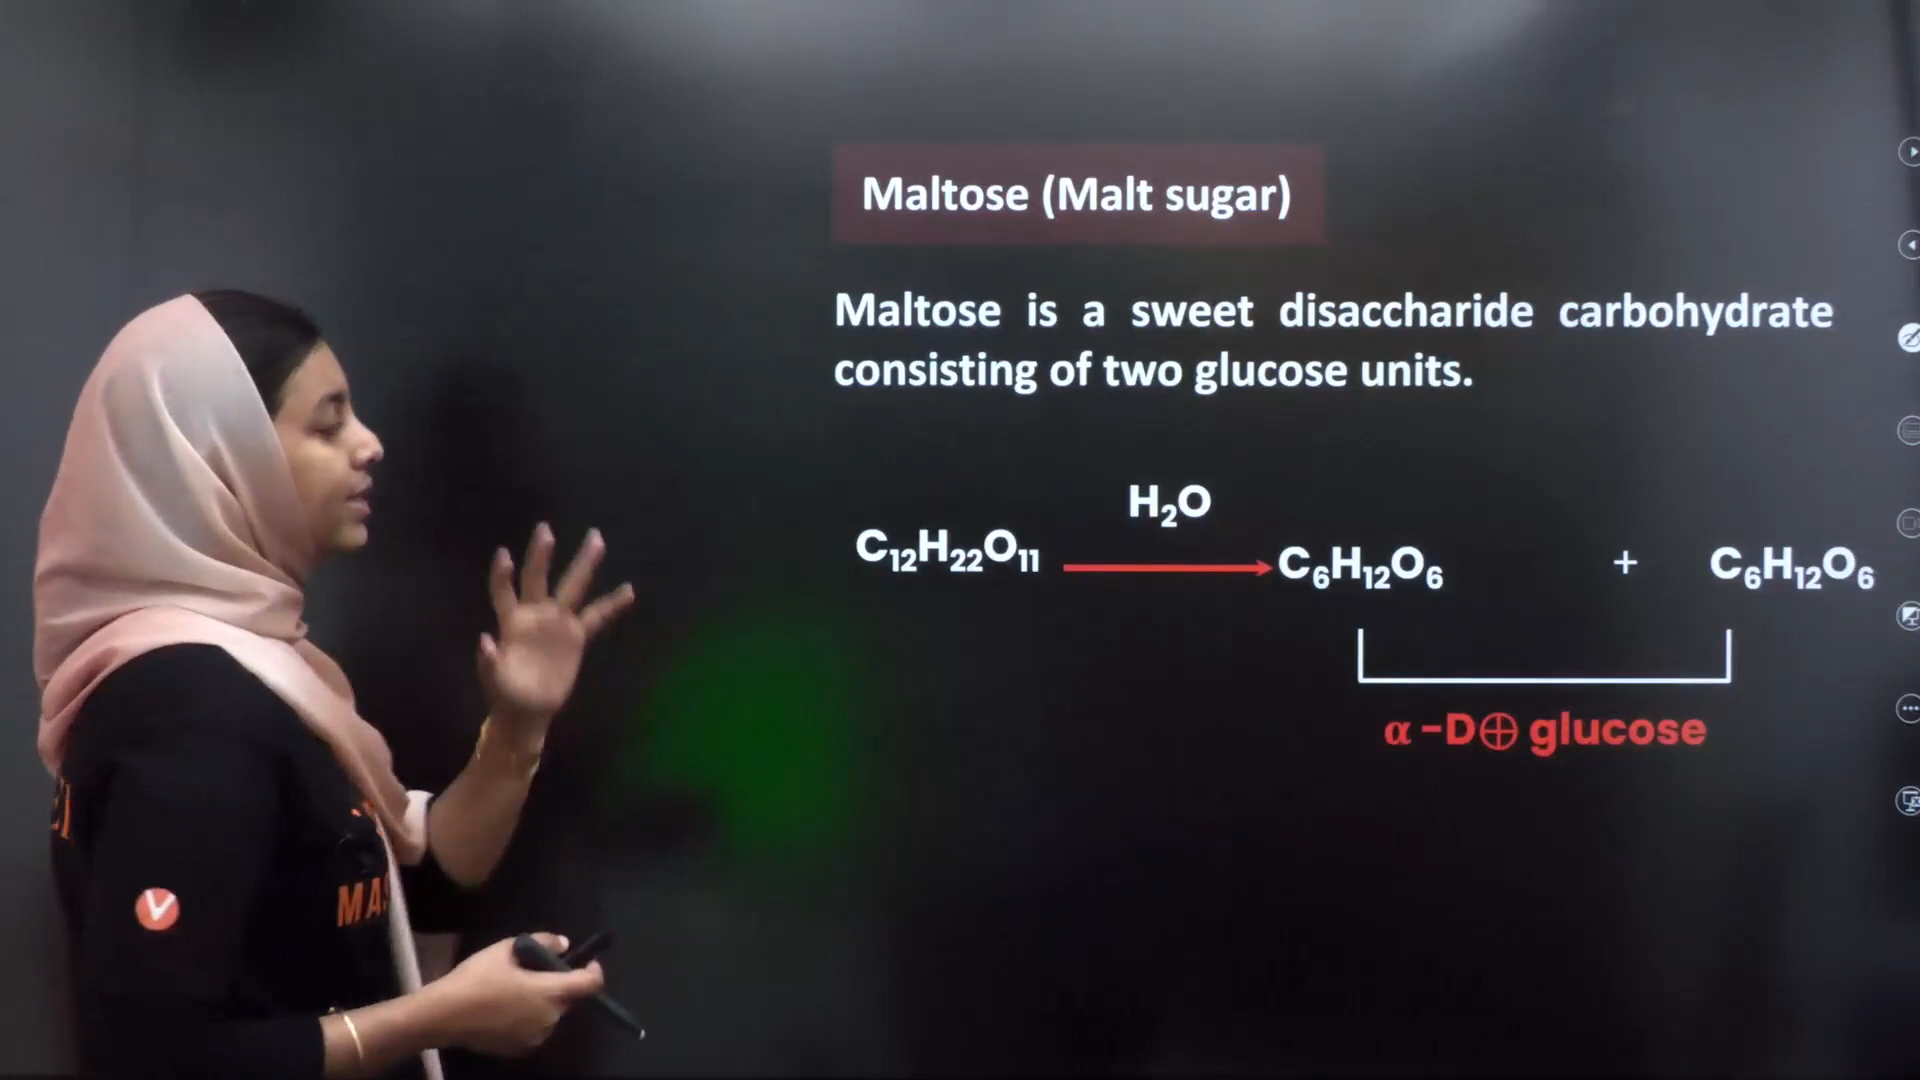 Maltose (Malt sugar)
Maltose is a sweet disaccharide carbohydrate
consisting of two glucose units.
H₂O
C₁₂H₂₂O₁₁ → C₆H₁₂O₆ + C₆H₁₂O₆
α -D⊕ glucose